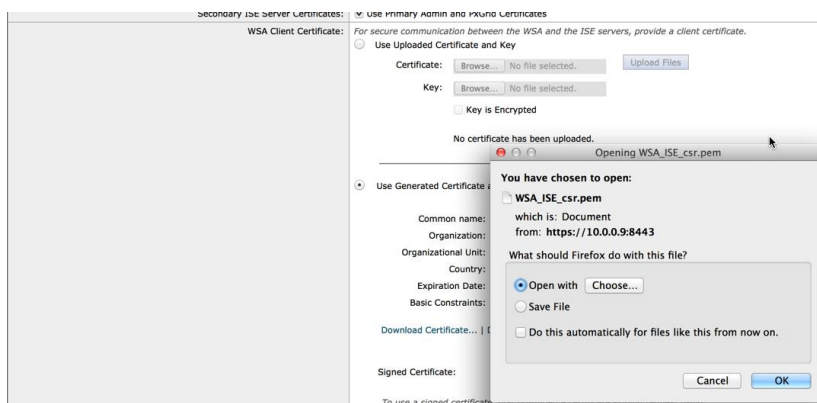 Secondary ISE Server Certificates: Use Primary Admin and PxGrid Certificates
WSA Client Certificate: For secure communication between the WSA and the ISE servers, provide a client certificate.
Use Uploaded Certificate and Key
Certificate: Browse... No file selected. Upload Files
Key: Browse... No file selected.
Key is Encrypted
No certificate has been uploaded.
Use Generated Certificate
Common name:
Organization:
Organizational Unit:
Country:
Expiration Date:
Basic Constraints:
Download Certificate... |
Signed Certificate:
To use a signed certificate
Opening WSA_ISE_csr.pem
You have chosen to open:
WSA_ISE_csr.pem
which is: Document
from: https://10.0.0.9:8443
What should Firefox do with this file?
Open with Choose...
Save File
Do this automatically for files like this from now on.
Cancel OK